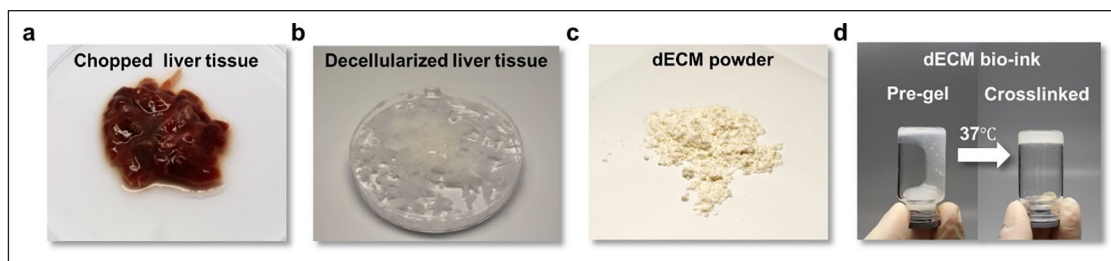 a
Chopped liver tissue
b
Decellularized liver tissue
c
dECM powder
d
dECM bio-ink
Pre-gel
Crosslinked
37℃